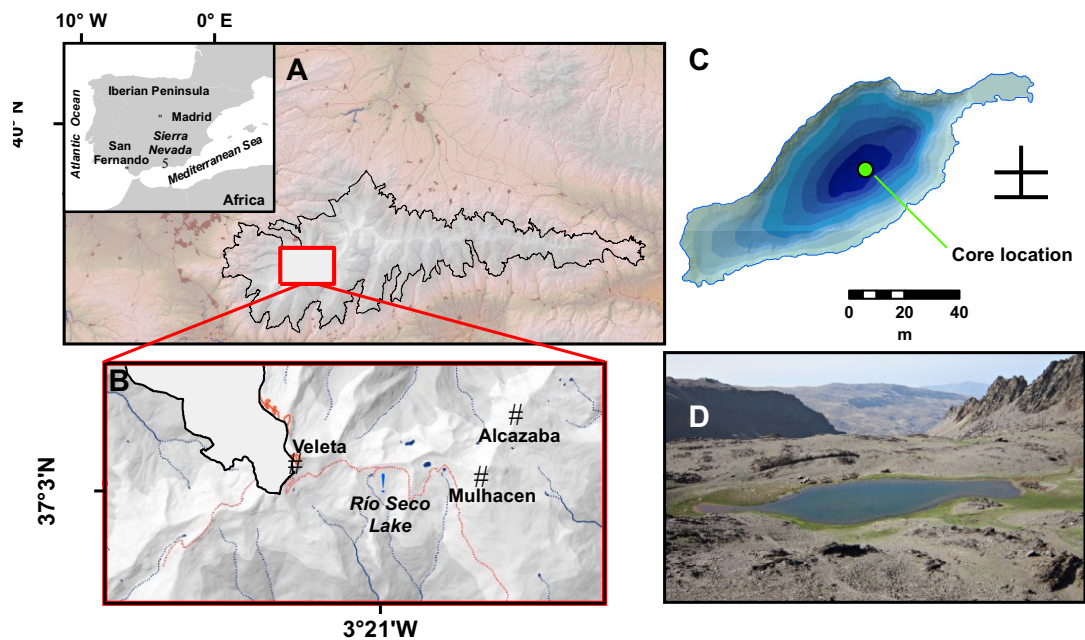 10° W
0° E
40° N
A
Iberian Peninsula
" Madrid
Atlantic Ocean
Sierra
Nevada
San
Fernando
"
5
Mediterranean Sea
Africa
C
Core location
0 20 40
m
B
#
Alcazaba
Veleta
#
#
Mulhacen
!
Río Seco
Lake
37°3'N
3°21'W
D